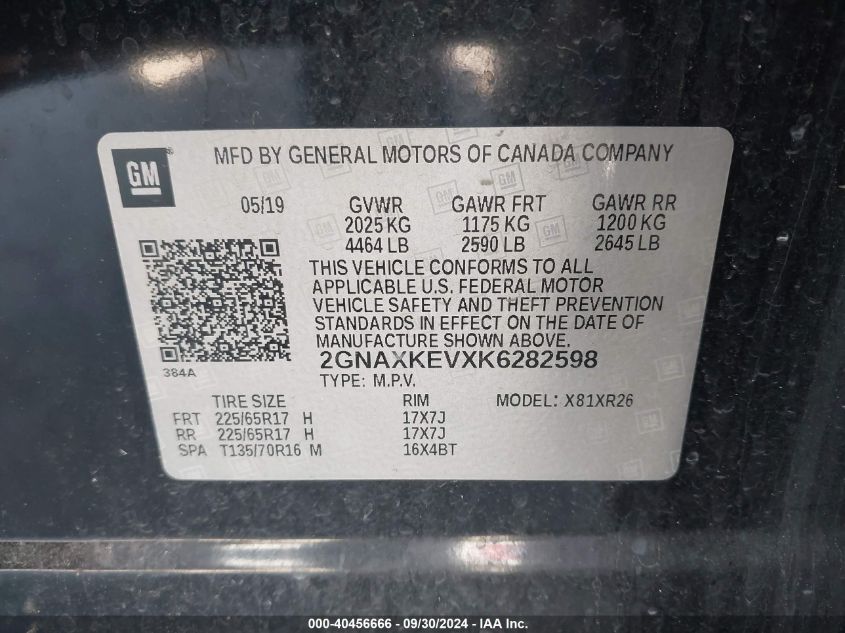 GM
MFD BY GENERAL MOTORS OF CANADA COMPANY
05/19 GVWR GAWR FRT GAWR RR
2025 KG 1175 KG 1200 KG
4464 LB 2590 LB 2645 LB
THIS VEHICLE CONFORMS TO ALL
APPLICABLE U.S. FEDERAL MOTOR
VEHICLE SAFETY AND THEFT PREVENTION
STANDARDS IN EFFECT ON THE DATE OF
MANUFACTURE SHOWN ABOVE.
384A 2GNAXKEVXK6282598
TYPE: M.P.V.
TIRE SIZE RIM MODEL: X81XR26
FRT 225/65R17 H 17X7J
RR 225/65R17 H 17X7J
SPA T135/70R16 M 16X4BT
000-40456666 - 09/30/2024 - IAA Inc.